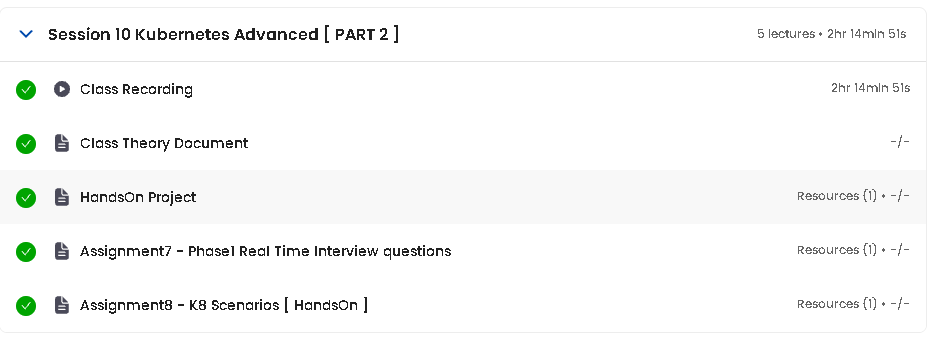 Session 10 Kubernetes Advanced [ PART 2 ] 5 lectures • 2hr 14min 51s
Class Recording 2hr 14min 51s
Class Theory Document -/-
HandsOn Project Resources (1) • -/-
Assignment7 - Phase1 Real Time Interview questions Resources (1) • -/-
Assignment8 - K8 Scenarios [ HandsOn ] Resources (1) • -/-